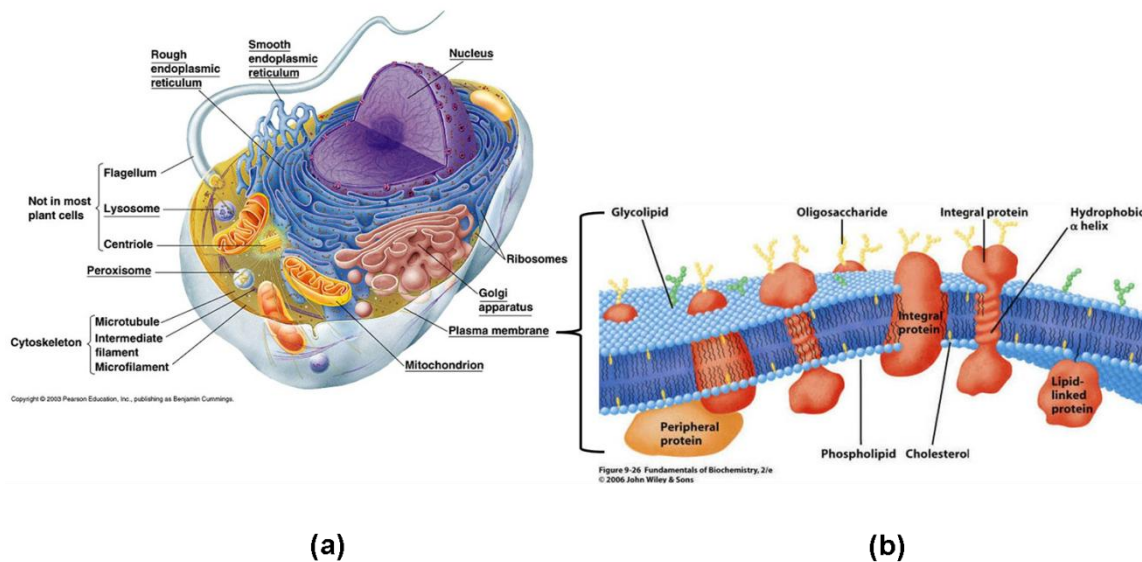 Rough
endoplasmic
reticulum
Smooth
endoplasmic
reticulum
Nucleus
Flagellum
Not in most
plant cells
Lysosome
Centriole
Peroxisome
Microtubule
Cytoskeleton
Intermediate
filament
Microfilament
Ribosomes
Golgi
apparatus
Plasma membrane
Mitochondrion
Copyright © 2003 Pearson Education, Inc., publishing as Benjamin Cummings.
(a)
Glycolipid
Oligosaccharide
Integral protein
Hydrophobic
α helix
Integral
protein
Lipid-
linked
protein
Peripheral
protein
Phospholipid
Cholesterol
Figure 9-26 Fundamentals of Biochemistry, 2/e
© 2006 John Wiley & Sons
(b)